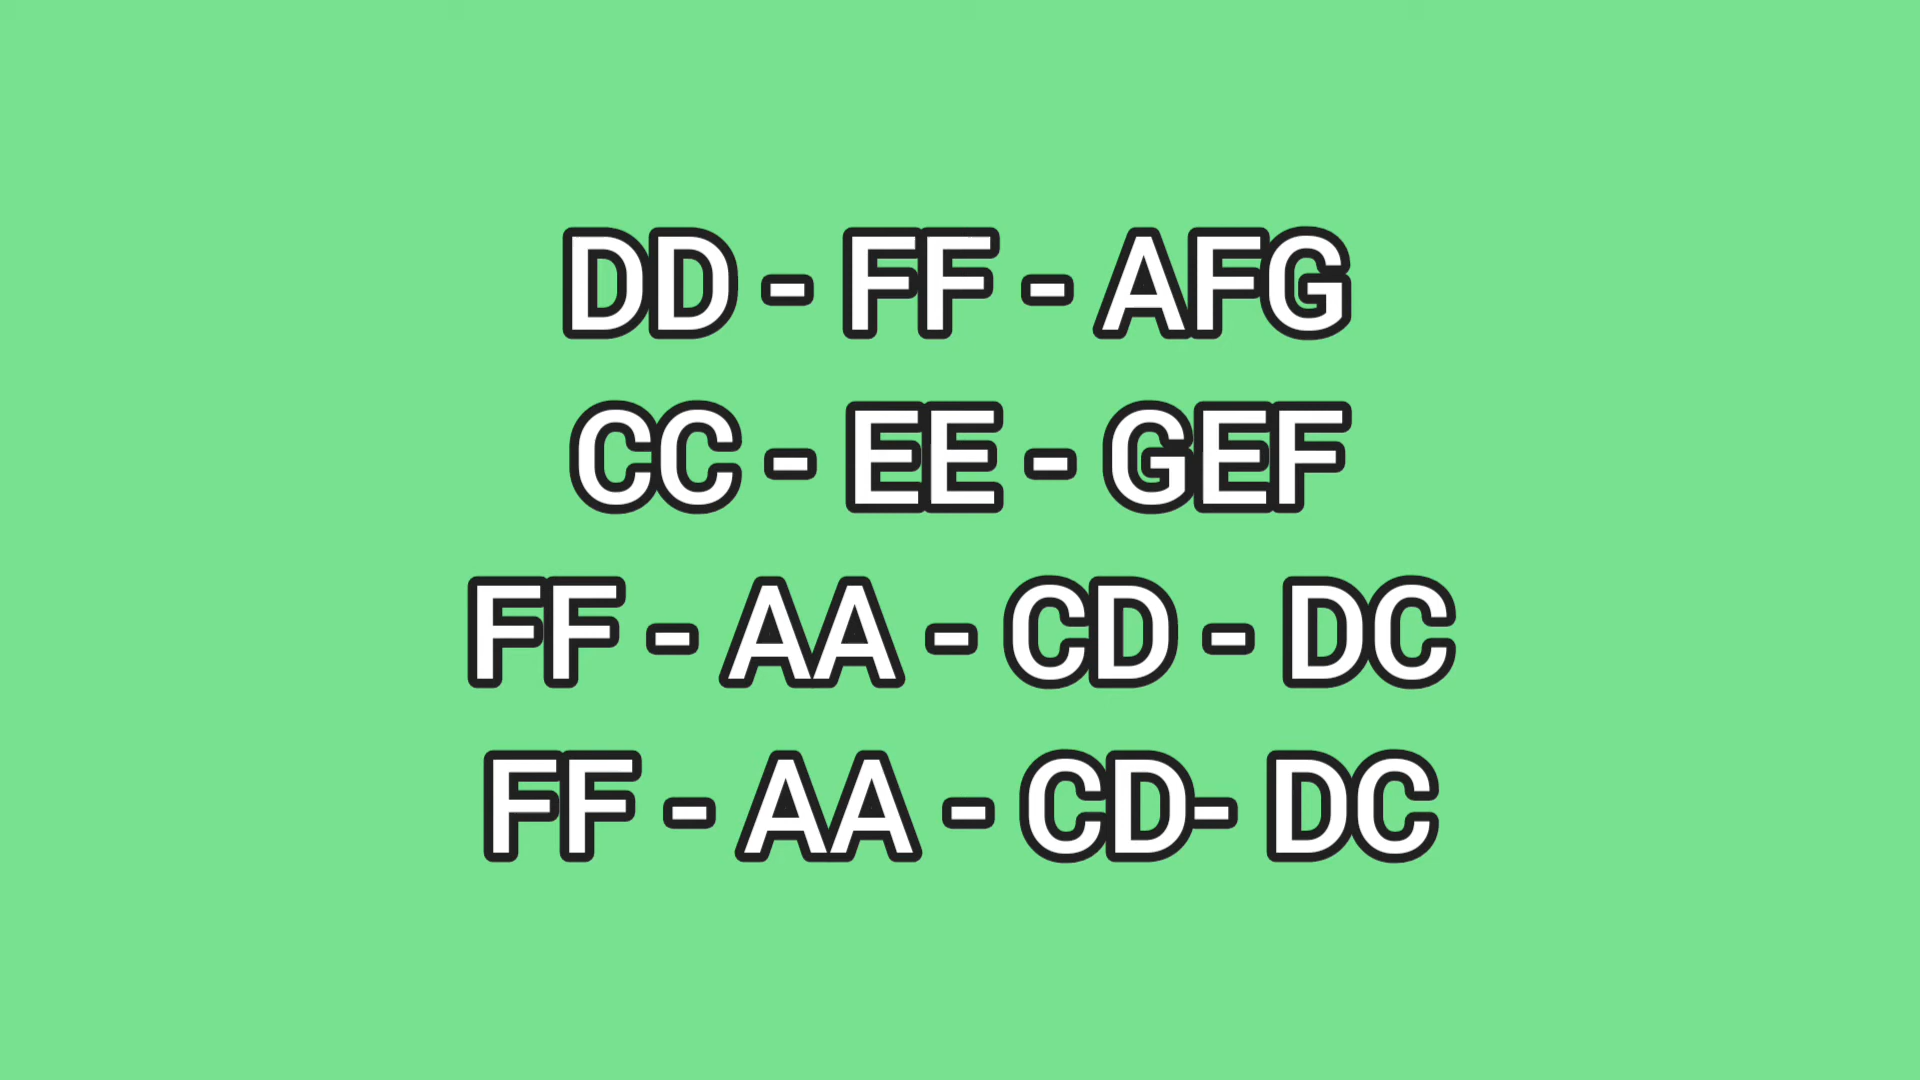 DD - FF - AFG
CC - EE - GEF
FF - AA - CD - DC
FF - AA - CD- DC